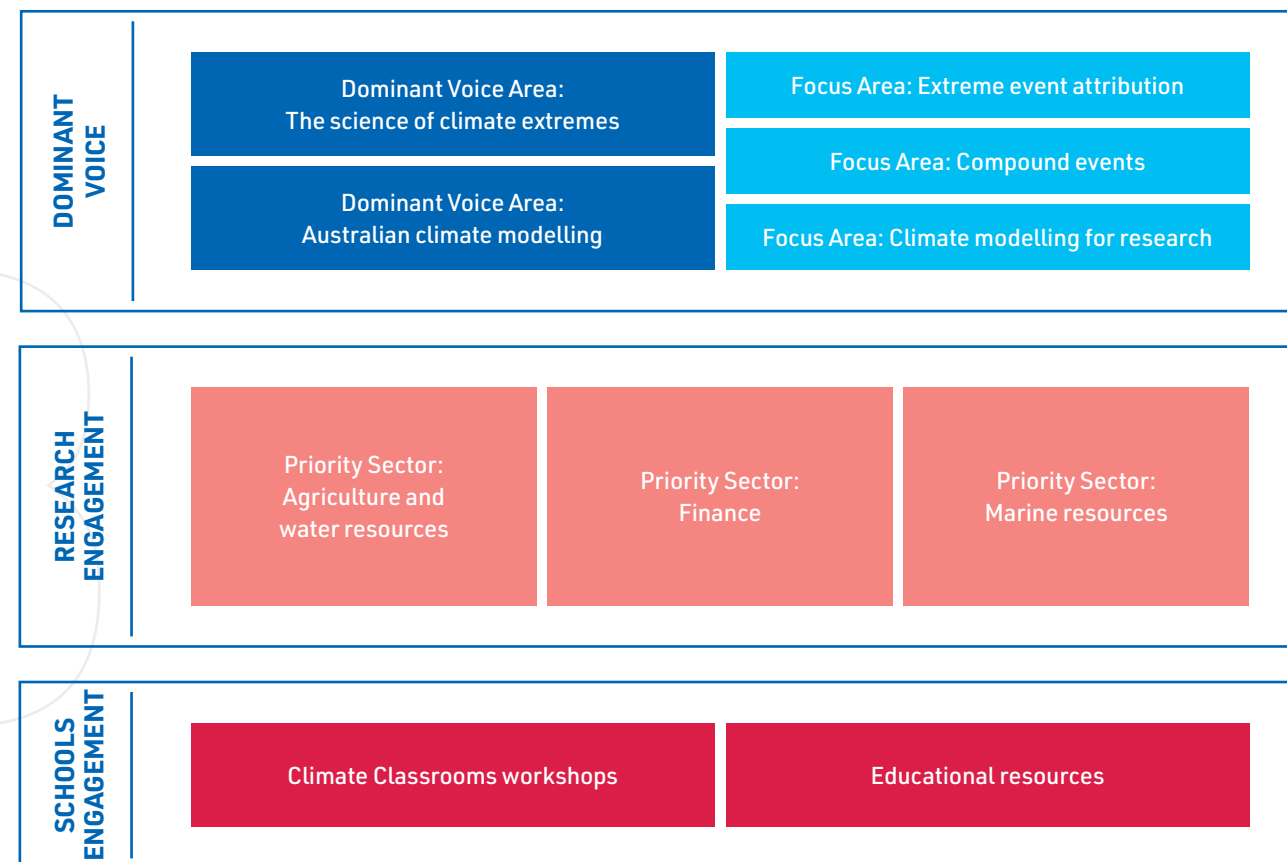 DOMINANT
VOICE
Dominant Voice Area:
The science of climate extremes
Dominant Voice Area:
Australian climate modelling
Focus Area: Extreme event attribution
Focus Area: Compound events
Focus Area: Climate modelling for research
RESEARCH
ENGAGEMENT
Priority Sector:
Agriculture and
water resources
Priority Sector:
Finance
Priority Sector:
Marine resources
SCHOOLS
ENGAGEMENT
Climate Classrooms workshops
Educational resources